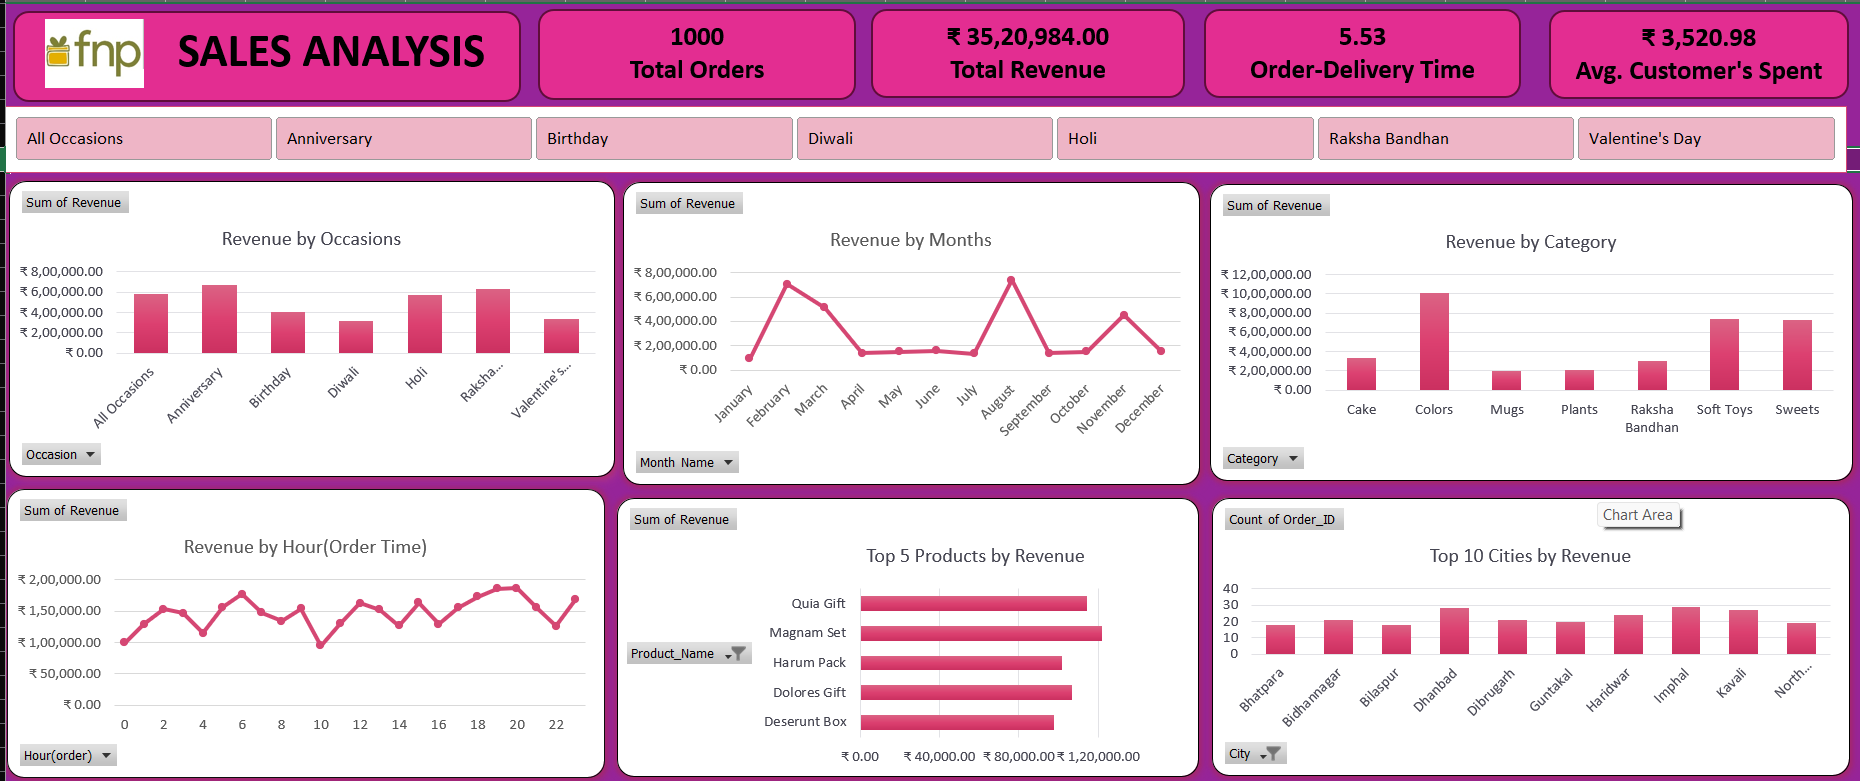 fnp
SALES ANALYSIS
1000
Total Orders
₹ 35,20,984.00
Total Revenue
5.53
Order-Delivery Time
₹ 3,520.98
Avg. Customer's Spent
All Occasions
Anniversary
Birthday
Diwali
Holi
Raksha Bandhan
Valentine's Day
Sum of Revenue
Revenue by Occasions
₹ 8,00,000.00
₹ 6,00,000.00
₹ 4,00,000.00
₹ 2,00,000.00
₹ 0.00
All Occasions
Anniversary
Birthday
Diwali
Holi
Raksha...
Valentine's...
Occasion
Sum of Revenue
Revenue by Months
₹ 8,00,000.00
₹ 6,00,000.00
₹ 4,00,000.00
₹ 2,00,000.00
₹ 0.00
January
February
March
April
May
June
July
August
September
October
November
December
Month Name
Sum of Revenue
Revenue by Category
₹ 12,00,000.00
₹ 10,00,000.00
₹ 8,00,000.00
₹ 6,00,000.00
₹ 4,00,000.00
₹ 2,00,000.00
₹ 0.00
Cake
Colors
Mugs
Plants
Raksha
Bandhan
Soft Toys
Sweets
Category
Sum of Revenue
Revenue by Hour(Order Time)
₹ 2,00,000.00
₹ 1,50,000.00
₹ 1,00,000.00
₹ 50,000.00
₹ 0.00
0 2 4 6 8 10 12 14 16 18 20 22
Hour(order)
Sum of Revenue
Top 5 Products by Revenue
Product_Name
Quia Gift
Magnam Set
Harum Pack
Dolores Gift
Deserunt Box
₹ 0.00 ₹ 40,000.00 ₹ 80,000.00 ₹ 1,20,000.00
Count of Order_ID
Chart Area
Top 10 Cities by Revenue
40
30
20
10
0
Bhatpara
Bidhannagar
Bilaspur
Dhanbad
Dibrugarh
Guntakal
Haridwar
Imphal
Kavali
North...
City